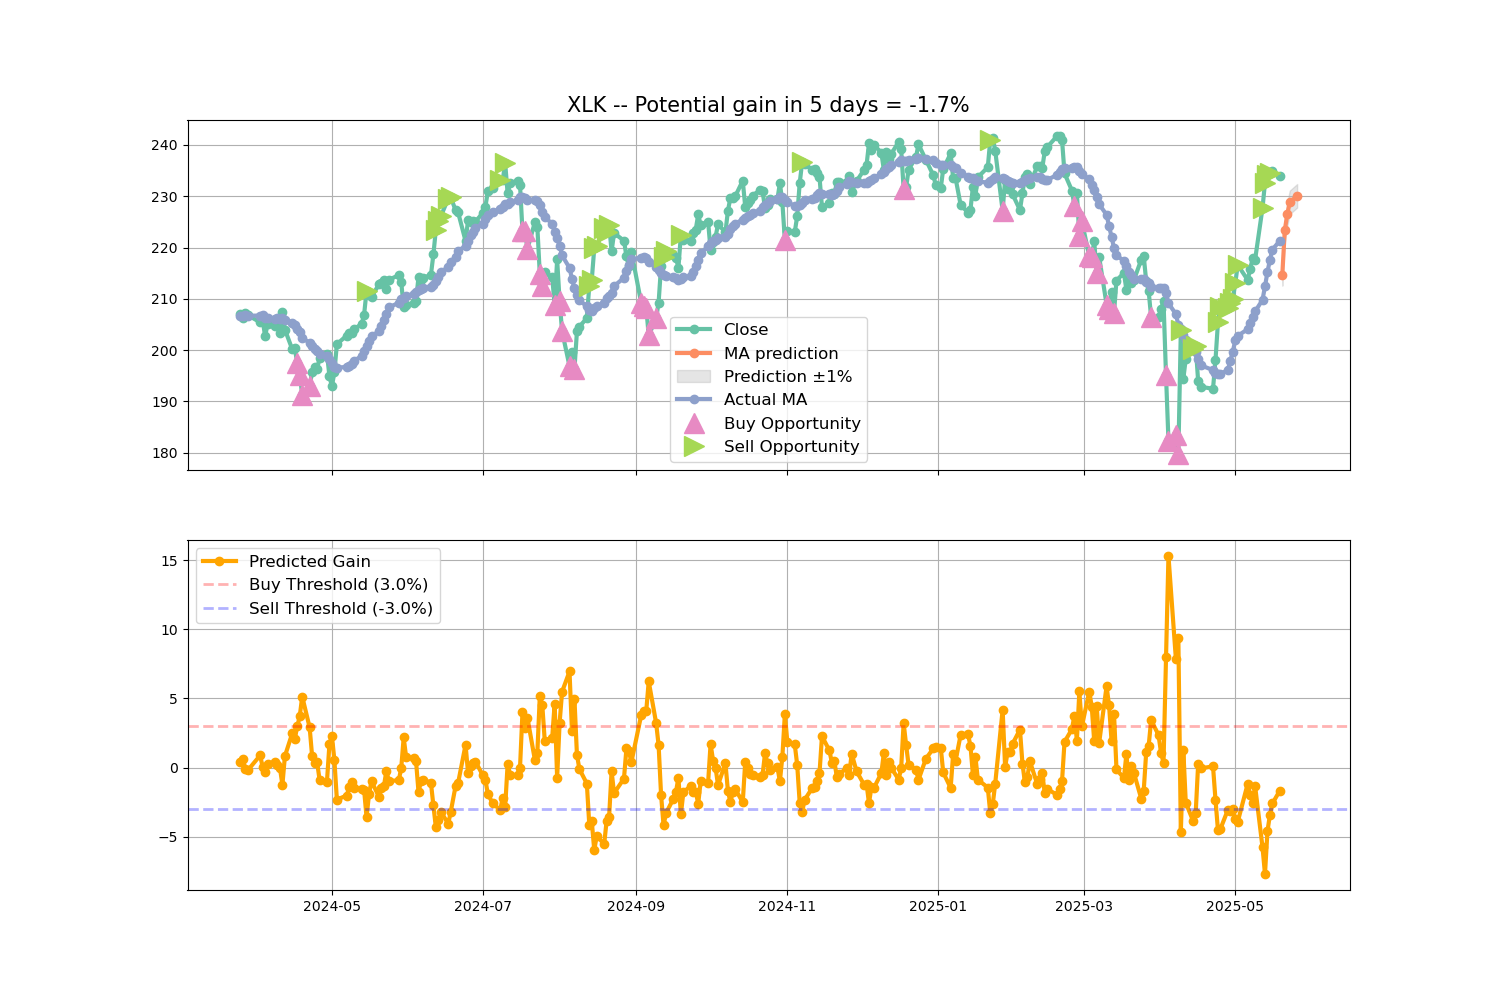 XLK -- Potential gain in 5 days = -1.7%
240
230
220
210
200
190
180
Close
MA prediction
Prediction ±1%
Actual MA
Buy Opportunity
Sell Opportunity
15
10
5
0
−5
Predicted Gain
Buy Threshold (3.0%)
Sell Threshold (-3.0%)
2024-05 2024-07 2024-09 2024-11 2025-01 2025-03 2025-05